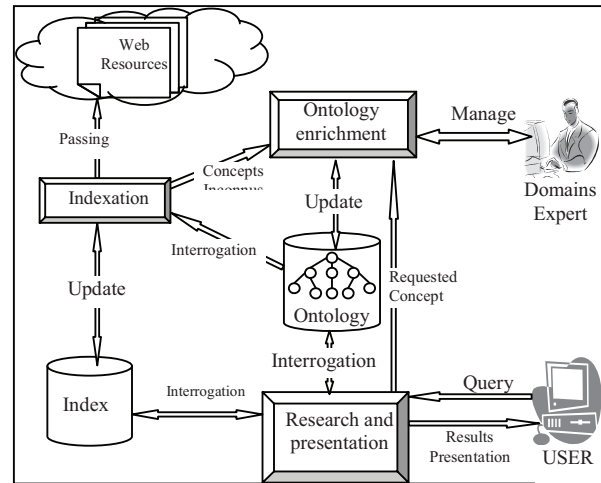 Web
Resources
Ontology
enrichment
Manage
Passing
Concepts
Inconnus
Indexation
Domains
Expert
Update
Interrogation
Requested
Concept
Update
Ontology
Interrogation
Query
Index
Interrogation
Research and
presentation
Results
Presentation
USER